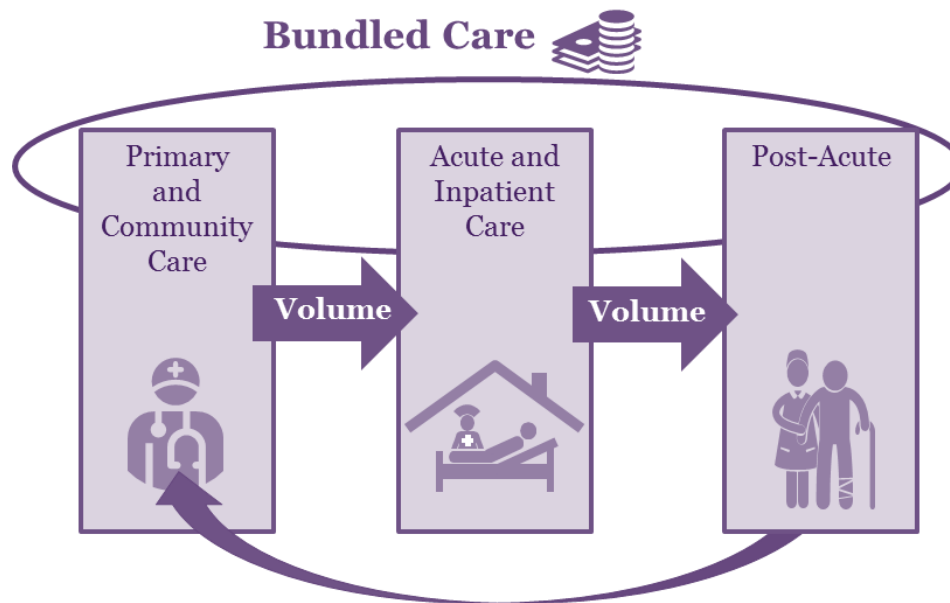 Bundled Care
Primary
and
Community
Care
Acute and
Inpatient
Care
Post-Acute
Volume
Volume